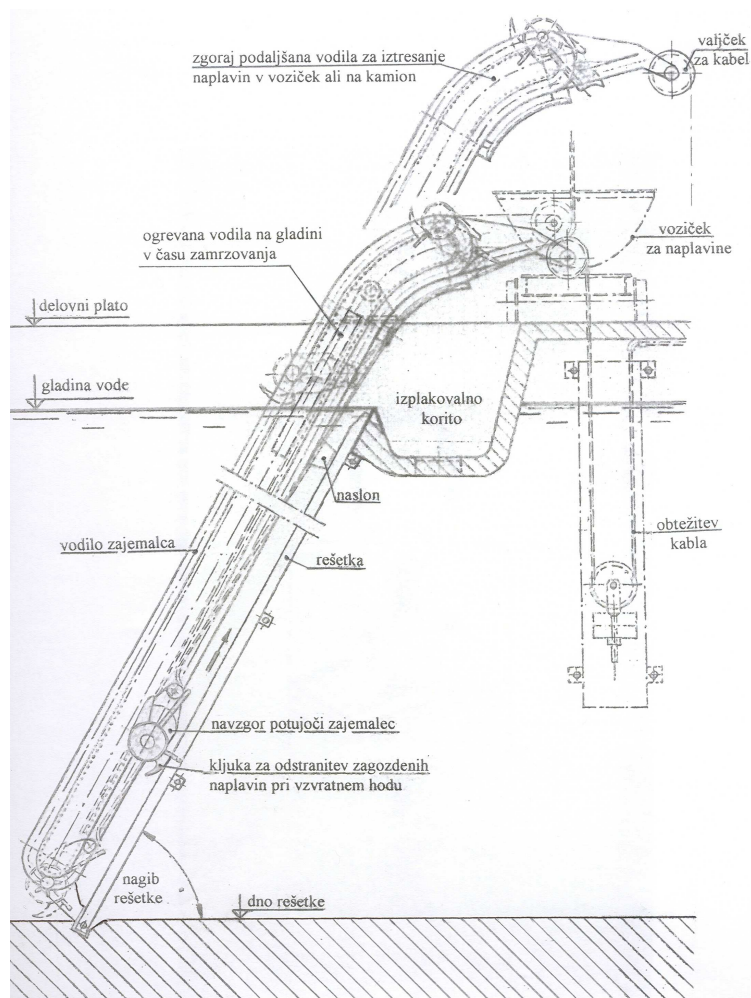 zgoraj podaljšana vodila za iztresanje
naplavin v voziček ali na kamion
valjček
za kabel
ogrevana vodila na gladini
v času zamrzovanja
voziček
za naplavine
delovni plato
gladina vode
izplakovalno
korito
naslon
vodilo zajemalca
rešetka
obtežitev
kabla
navzgor potujoči zajemalec
kljuka za odstranitev zagozdenih
naplavin pri vzvratnem hodu
nagib
rešetke
dno rešetke